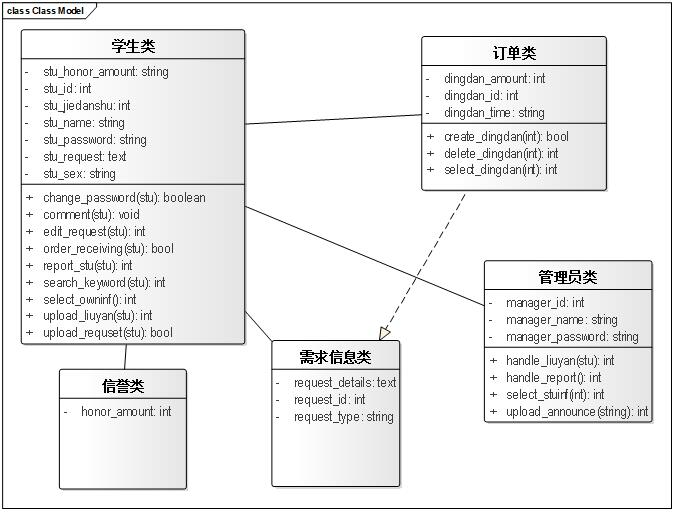 class Class Model
学生类
- stu_honor_amount: string
- stu_id: int
- stu_jiedanshu: int
- stu_name: string
- stu_password: string
- stu_request: text
- stu_sex: string
+ change_password(stu): boolean
+ comment(stu): void
+ edit_request(stu): int
+ order_receiving(stu): bool
+ report_stu(stu): int
+ search_keyword(stu): int
+ select_owninf(): int
+ upload_liuyan(stu): int
+ upload_requset(stu): bool
订单类
- dingdan_amount: int
- dingdan_id: int
- dingdan_time: string
+ create_dingdan(int): bool
+ delete_dingdan(int): int
+ select_dingdan(int): int
管理员类
- manager_id: int
- manager_name: string
- manager_password: string
+ handle_liuyan(stu): int
+ handle_report(): int
+ select_stuinf(int): int
+ upload_announce(string): int
信誉类
- honor_amount: int
需求信息类
- request_details: text
- request_id: int
- request_type: string